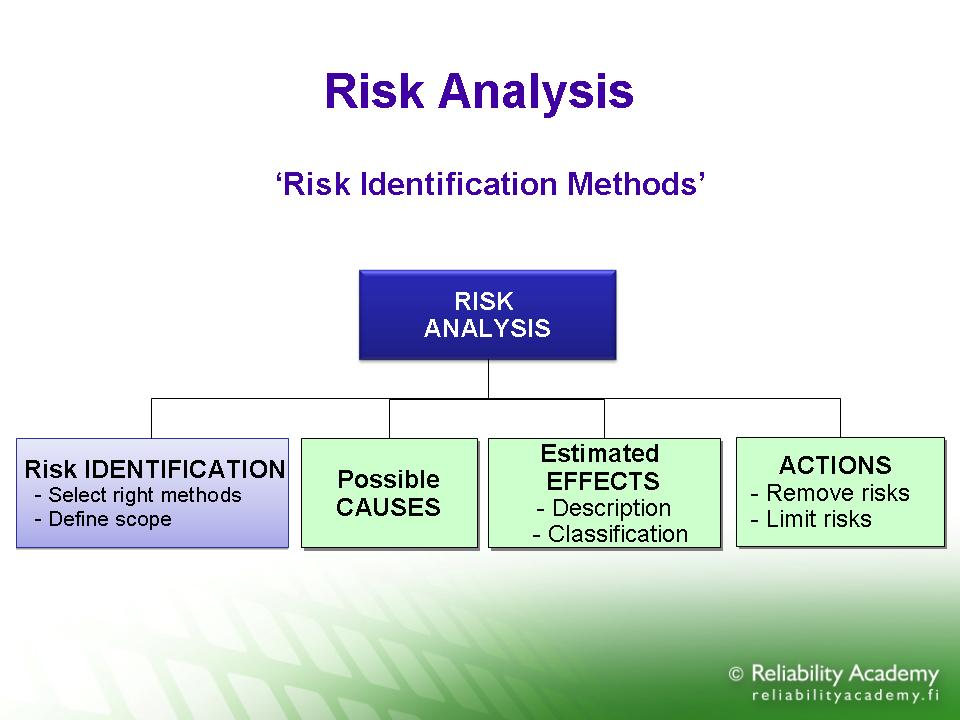 Risk Analysis
‘Risk Identification Methods’
RISK
ANALYSIS
Risk IDENTIFICATION
- Select right methods
- Define scope
Possible
CAUSES
Estimated
EFFECTS
- Description
- Classification
ACTIONS
- Remove risks
- Limit risks
© Reliability Academy
reliabilityacademy.fi